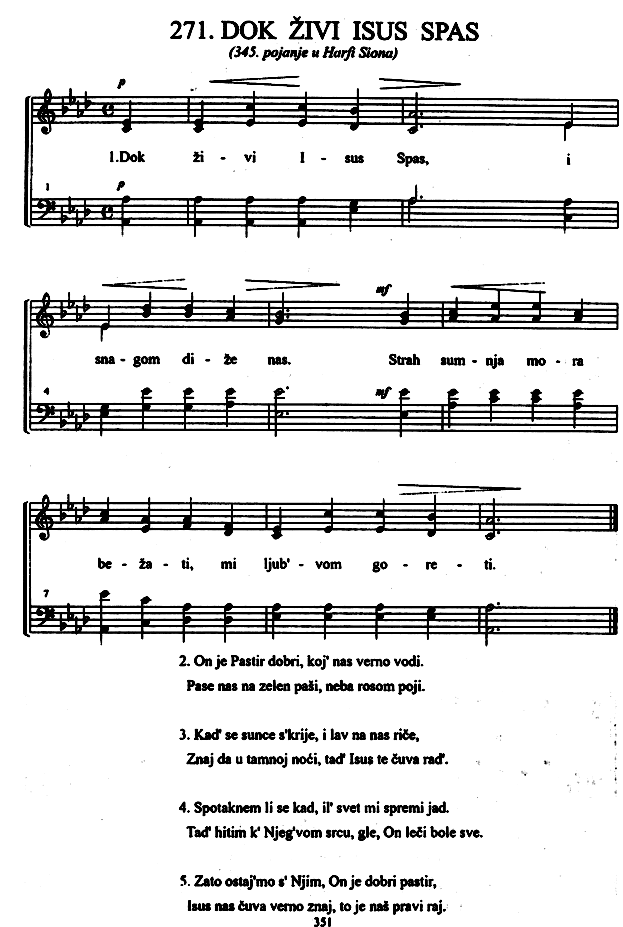 271. DOK ŽIVI ISUS SPAS
(345. pojanje u Harfi Siona)
p
1.Dok ži - vi I - sus Spas, i
1
p
mf
sna - gom di - že nas. Strah sum - nja mo - ra
4
mf
be - ža - ti, mi ljub' - vom go - re - ti.
7
2. On je Pastir dobri, koj' nas verno vodi.
Pase nas na zelen paši, neba rosom poji.
3. Kad' se sunce s'krije, i lav na nas riče,
Znaj da u tamnoj noći, tad' Isus te čuva rad'.
4. Spotaknem li se kad, il' svet mi spremi jad.
Tad' hitim k' Njeg'vom srcu, gle, On leči bole sve.
5. Zato ostaj'mo s' Njim, On je dobri pastir,
Isus nas čuva verno znaj, to je naš pravi raj.
351